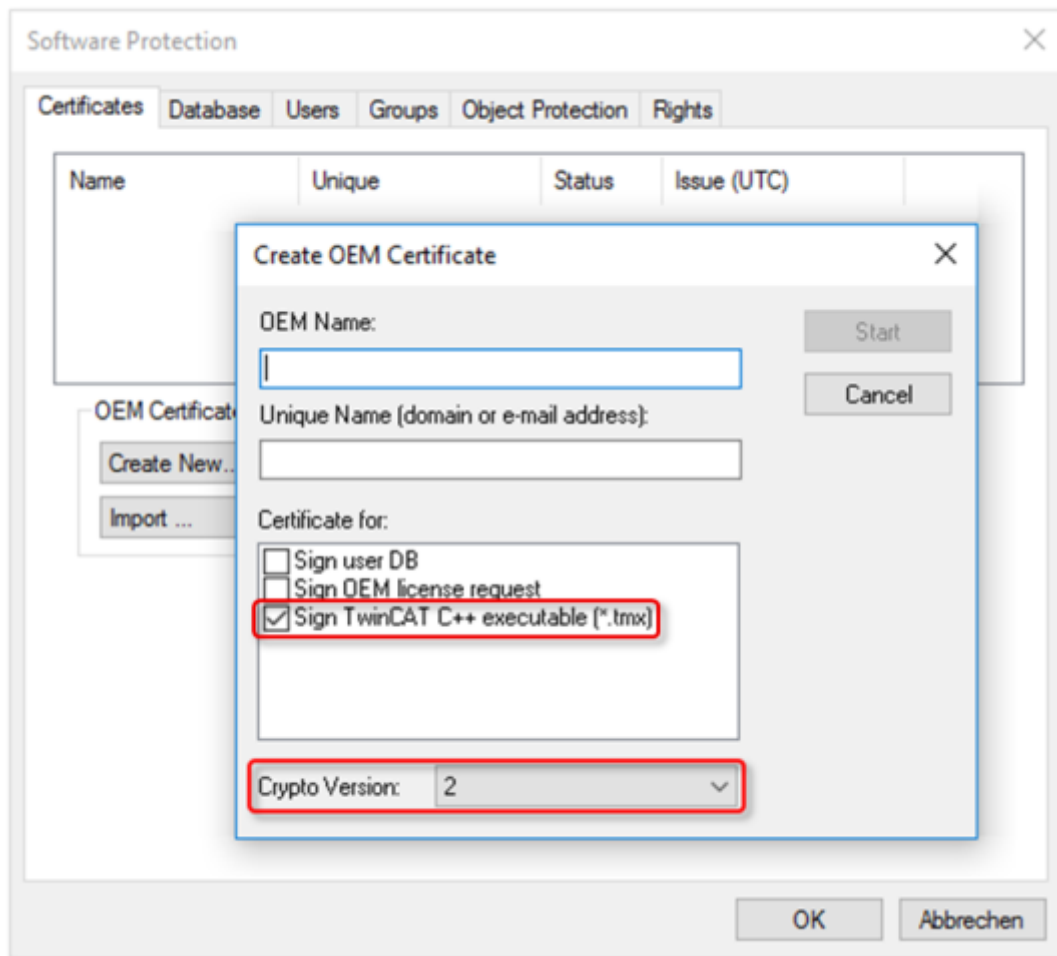 Software Protection
Certificates Database Users Groups Object Protection Rights
Name Unique Status Issue (UTC)
Create OEM Certificate
OEM Name:
Start
Cancel
OEM Certificat
Unique Name (domain or e-mail address):
Create New..
Import ...
Certificate for:
Sign user DB
Sign OEM license request
Sign TwinCAT C++ executable (*.tmx)
Crypto Version: 2
OK Abbrechen